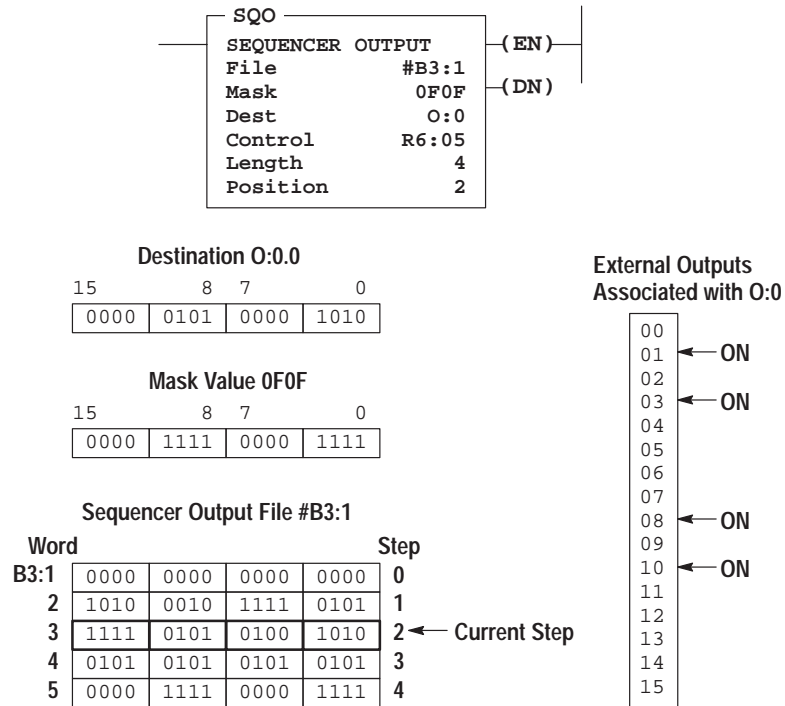 SQO
SEQUENCER OUTPUT (EN)
File #B3:1
Mask 0F0F (DN)
Dest O:0
Control R6:05
Length 4
Position 2
Destination O:0.0
15 8 7 0
0000 0101 0000 1010
Mask Value 0F0F
15 8 7 0
0000 1111 0000 1111
Sequencer Output File #B3:1
Word Step
B3:1 0000 0000 0000 0000 0
2 1010 0010 1111 0101 1
3 1111 0101 0100 1010 2 Current Step
4 0101 0101 0101 0101 3
5 0000 1111 0000 1111 4
External Outputs
Associated with O:0
00
01 ON
02
03 ON
04
05
06
07
08 ON
09
10 ON
11
12
13
14
15